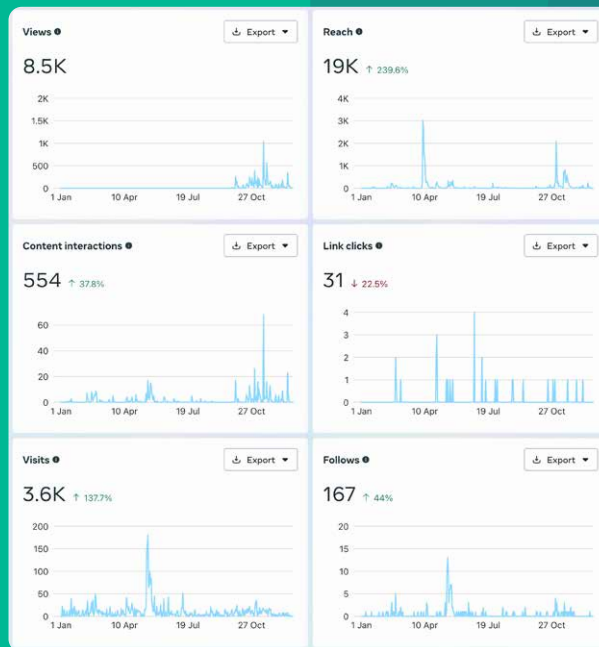 Views
Export
8.5K
2K
1.5K
1K
500
0
1 Jan 10 Apr 19 Jul 27 Oct
Reach
Export
19K ↑ 239.6%
4K
3K
2K
1K
0
1 Jan 10 Apr 19 Jul 27 Oct
Content interactions
Export
554 ↑ 37.8%
60
40
20
0
1 Jan 10 Apr 19 Jul 27 Oct
Link clicks
Export
31 ↓ 22.5%
4
3
2
1
0
1 Jan 10 Apr 19 Jul 27 Oct
Visits
Export
3.6K ↑ 137.7%
200
150
100
50
0
1 Jan 10 Apr 19 Jul 27 Oct
Follows
Export
167 ↑ 44%
20
15
10
5
0
1 Jan 10 Apr 19 Jul 27 Oct